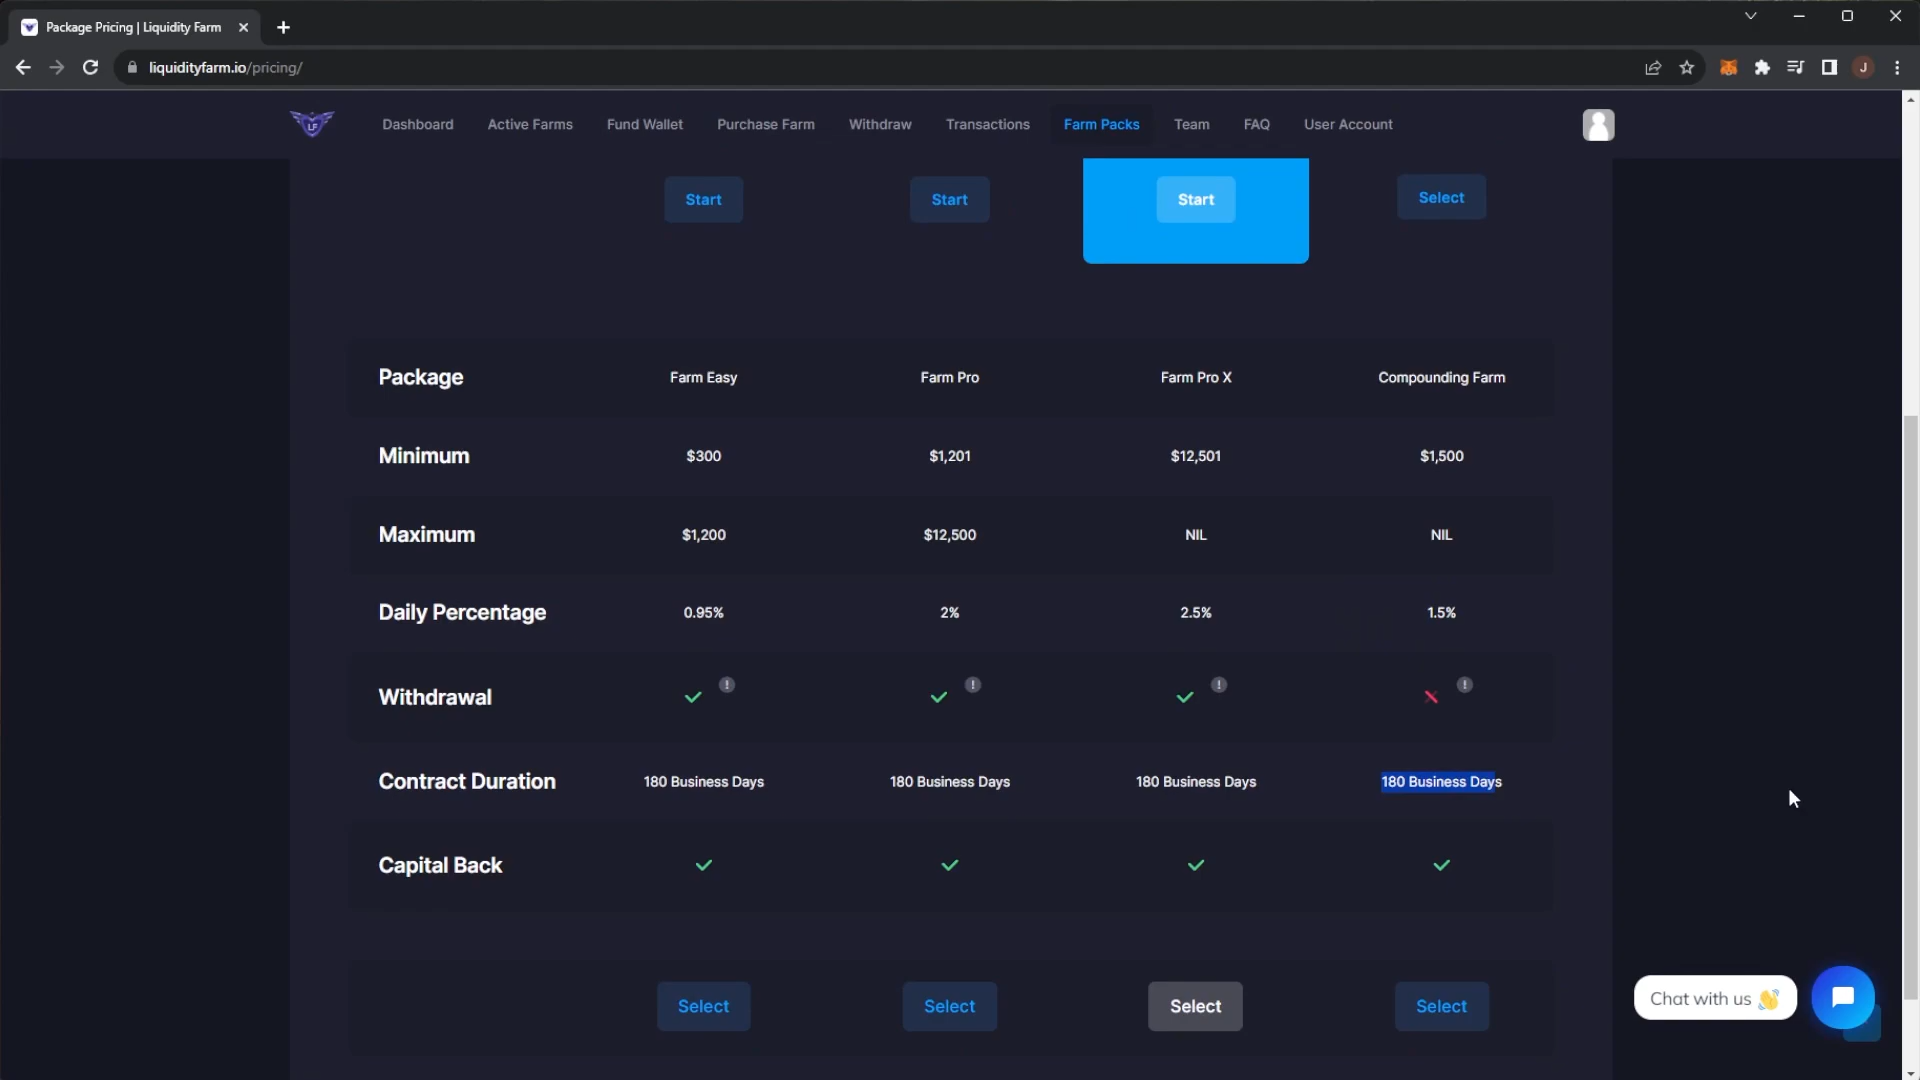 Package Pricing | Liquidity Farm
liquidityfarm.io/pricing/
J
LF
Dashboard Active Farms Fund Wallet Purchase Farm Withdraw Transactions Farm Packs Team FAQ User Account
Start Start Start Select
Package Farm Easy Farm Pro Farm Pro X Compounding Farm
Minimum $300 $1,201 $12,501 $1,500
Maximum $1,200 $12,500 NIL NIL
Daily Percentage 0.95% 2% 2.5% 1.5%
Withdrawal
Contract Duration 180 Business Days 180 Business Days 180 Business Days 180 Business Days
Capital Back
Select Select Select Select
Chat with us 👋